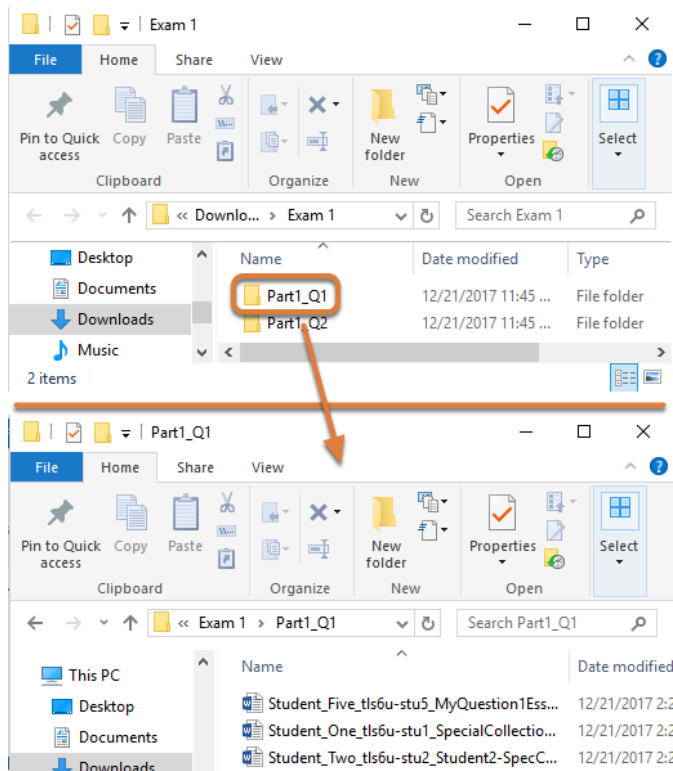 Exam 1
File Home Share View
Pin to Quick access Copy Paste New folder Properties Select
Clipboard Organize New Open
« Downlo... > Exam 1 Search Exam 1
Desktop Name Date modified Type
Documents Part1_Q1 12/21/2017 11:45 ... File folder
Downloads Part1_Q2 12/21/2017 11:45 ... File folder
Music
2 items
Part1_Q1
File Home Share View
Pin to Quick access Copy Paste New folder Properties Select
Clipboard Organize New Open
« Exam 1 > Part1_Q1 Search Part1_Q1
This PC Name Date modified
Desktop Student_Five_tls6u-stu5_MyQuestion1Ess... 12/21/2017 2:2
Documents Student_One_tls6u-stu1_SpecialCollectio... 12/21/2017 2:2
Downloads Student_Two_tls6u-stu2_Student2-SpecC... 12/21/2017 2:2